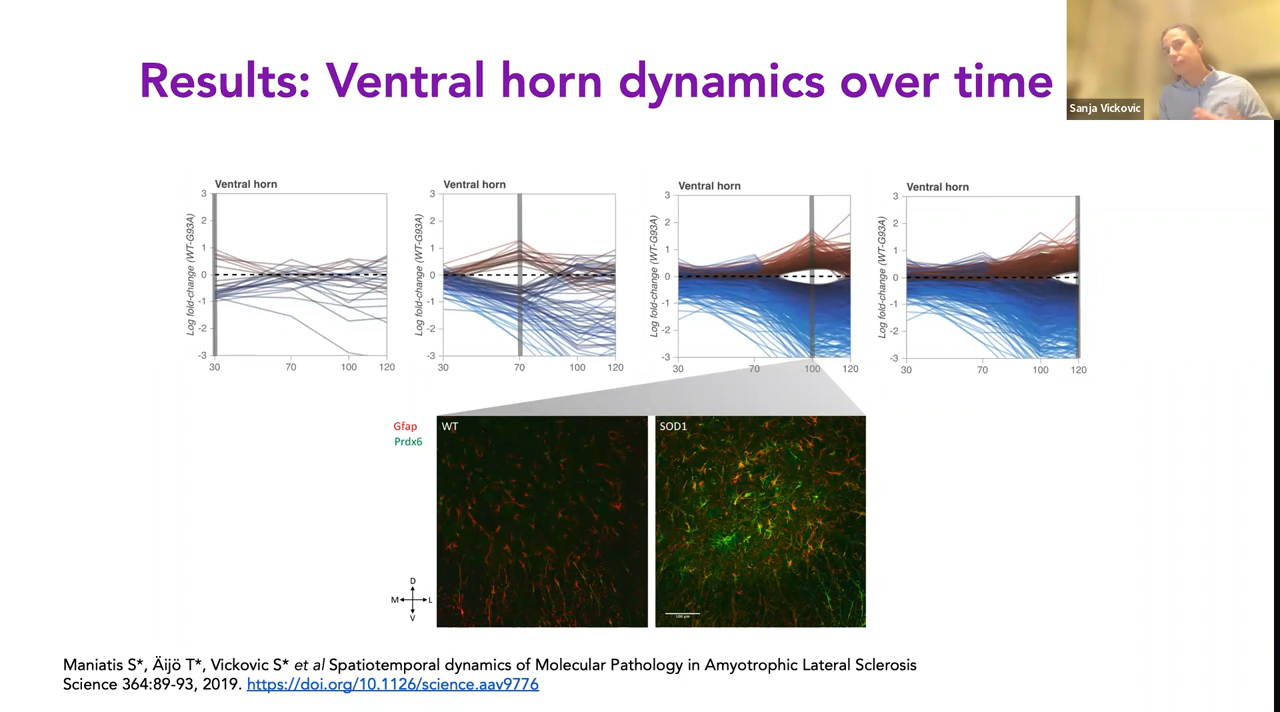 Results: Ventral horn dynamics over time
Sanja Vickovic
Ventral horn
Log fold-change (WT-G93A)
3
2
1
0
-1
-2
-3
30
70
100
120
Ventral horn
Log fold-change (WT-G93A)
3
2
1
0
-1
-2
-3
30
70
100
120
Ventral horn
Log fold-change (WT-G93A)
3
2
1
0
-1
-2
-3
30
70
100
120
Ventral horn
Log fold-change (WT-G93A)
3
2
1
0
-1
-2
-3
30
70
100
120
Gfap
Prdx6
WT
SOD1
D
M
L
V
100 µm
Maniatis S*, Äijö T*, Vickovic S* et al Spatiotemporal dynamics of Molecular Pathology in Amyotrophic Lateral Sclerosis
Science 364:89-93, 2019. https://doi.org/10.1126/science.aav9776